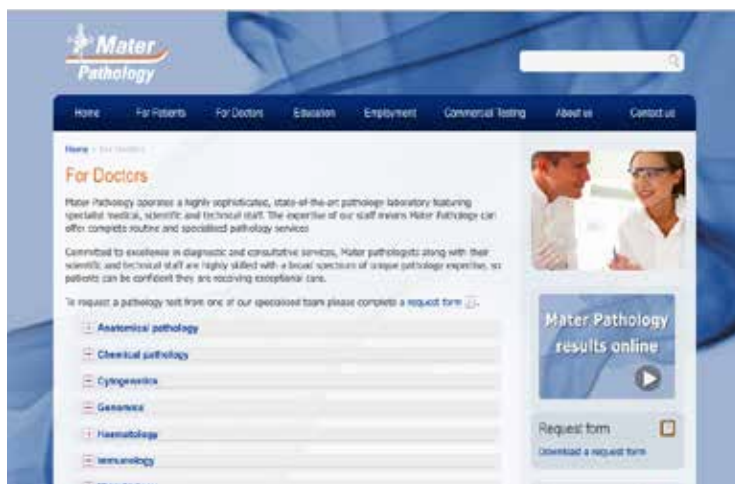 Mater
Pathology
Home For Patients For Doctors Education Employment Commercial Testing About us Contact us
Home > For Doctors
For Doctors
Mater Pathology operates a highly sophisticated, state-of-the-art pathology laboratory featuring
specialist medical, scientific and technical staff. The expertise of our staff means Mater Pathology can
offer complete routine and specialised pathology services
Committed to excellence in diagnostic and consultative services, Mater pathologists along with their
scientific and technical staff are highly skilled with a broad spectrum of unique pathology expertise, so
patients can be confident they are receiving exceptional care.
To request a pathology test from one of our specialised team please complete a request form .
Anatomical pathology
Chemical pathology
Cytogenetics
Genomics
Haematology
Immunology
Mater Pathology
results online
Request form
Download a request form